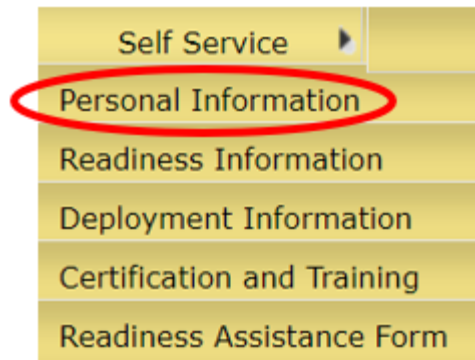 Self Service
Personal Information
Readiness Information
Deployment Information
Certification and Training
Readiness Assistance Form